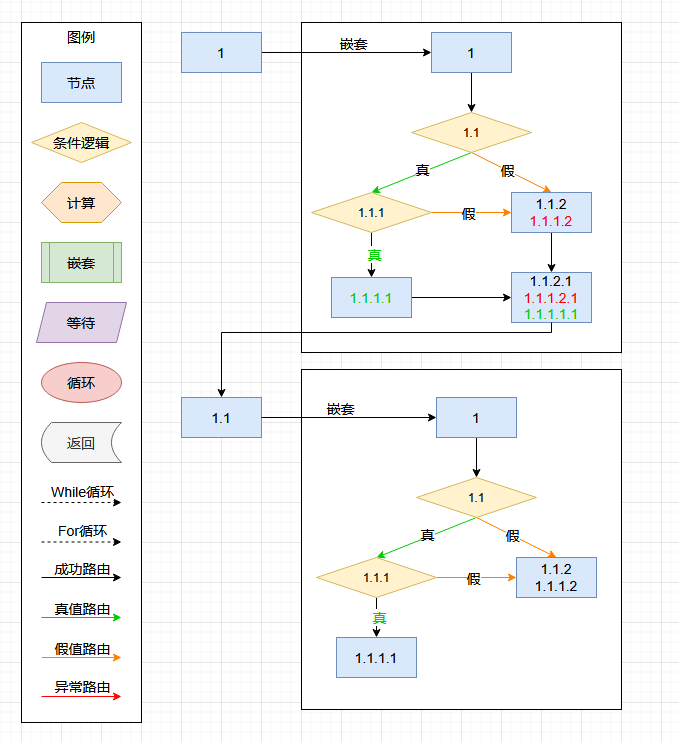 图例
节点
条件逻辑
计算
嵌套
等待
循环
返回
While循环
For循环
成功路由
真值路由
假值路由
异常路由
1
嵌套
1
1.1
真
假
1.1.1
假
1.1.2
1.1.1.2
真
1.1.1.1
1.1.2.1
1.1.1.2.1
1.1.1.1.1
1.1
嵌套
1
1.1
真
假
1.1.1
假
1.1.2
1.1.1.2
真
1.1.1.1